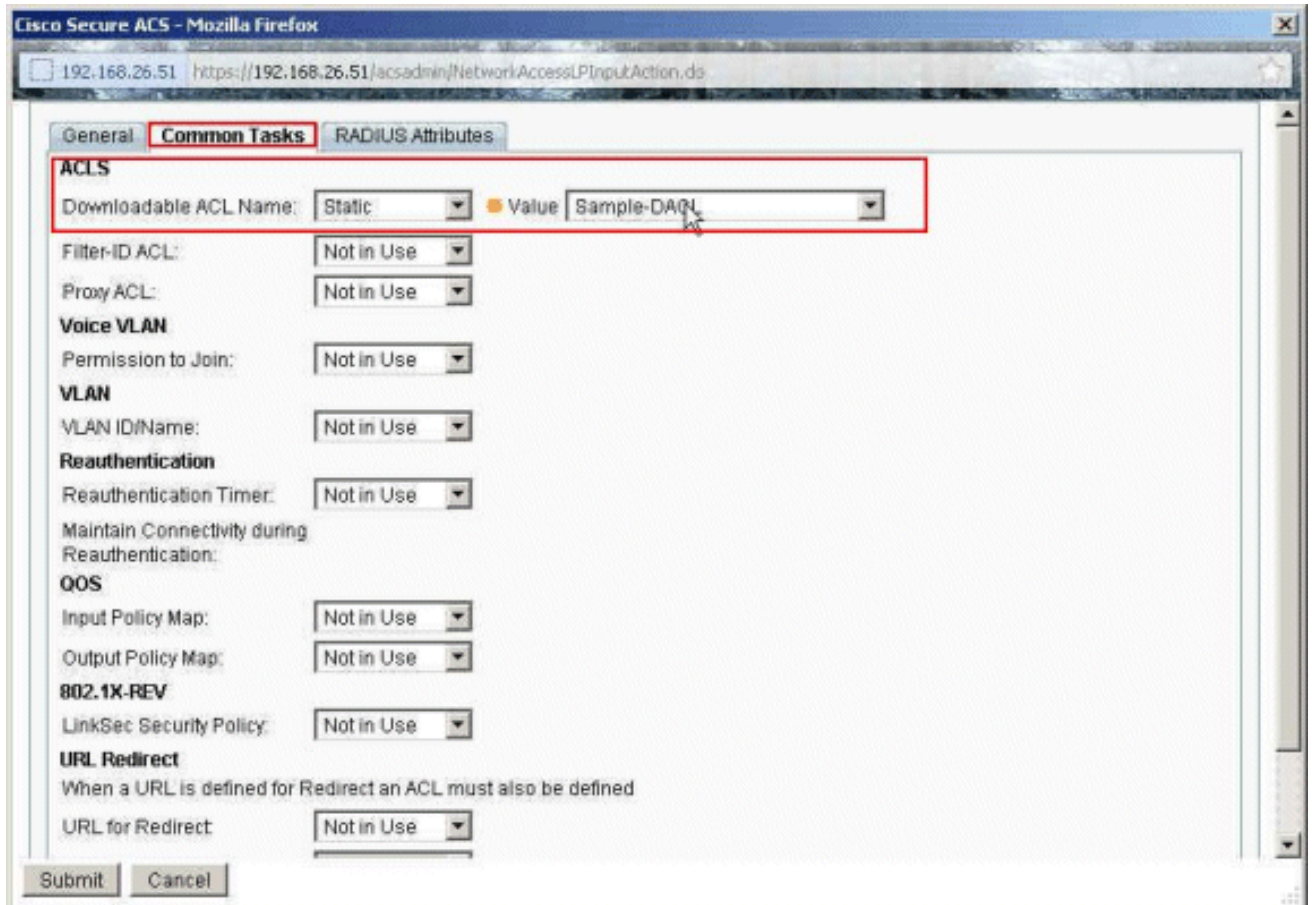 Cisco Secure ACS - Mozilla Firefox
192.168.26.51 https://192.168.26.51/acsadmin/NetworkAccessLPInputAction.do
General Common Tasks RADIUS Attributes
ACLS
Downloadable ACL Name: Static Value Sample-DACL
Filter-ID ACL: Not in Use
Proxy ACL: Not in Use
Voice VLAN
Permission to Join: Not in Use
VLAN
VLAN ID/Name: Not in Use
Reauthentication
Reauthentication Timer: Not in Use
Maintain Connectivity during
Reauthentication:
QOS
Input Policy Map: Not in Use
Output Policy Map: Not in Use
802.1X-REV
LinkSec Security Policy: Not in Use
URL Redirect
When a URL is defined for Redirect an ACL must also be defined
URL for Redirect Not in Use
Submit Cancel